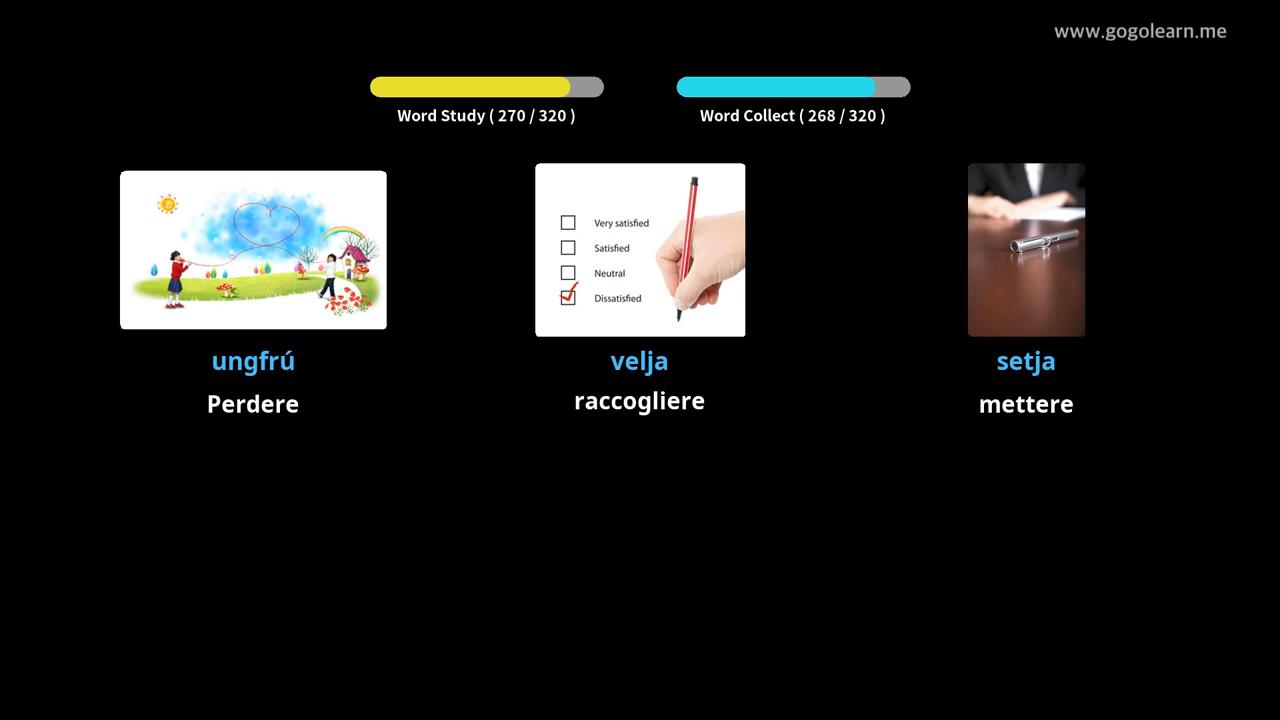 www.gogolearn.me
Word Study ( 270 / 320 )
Word Collect ( 268 / 320 )
Very satisfied
Satisfied
Neutral
Dissatisfied
ungfrú
velja
setja
Perdere
raccogliere
mettere